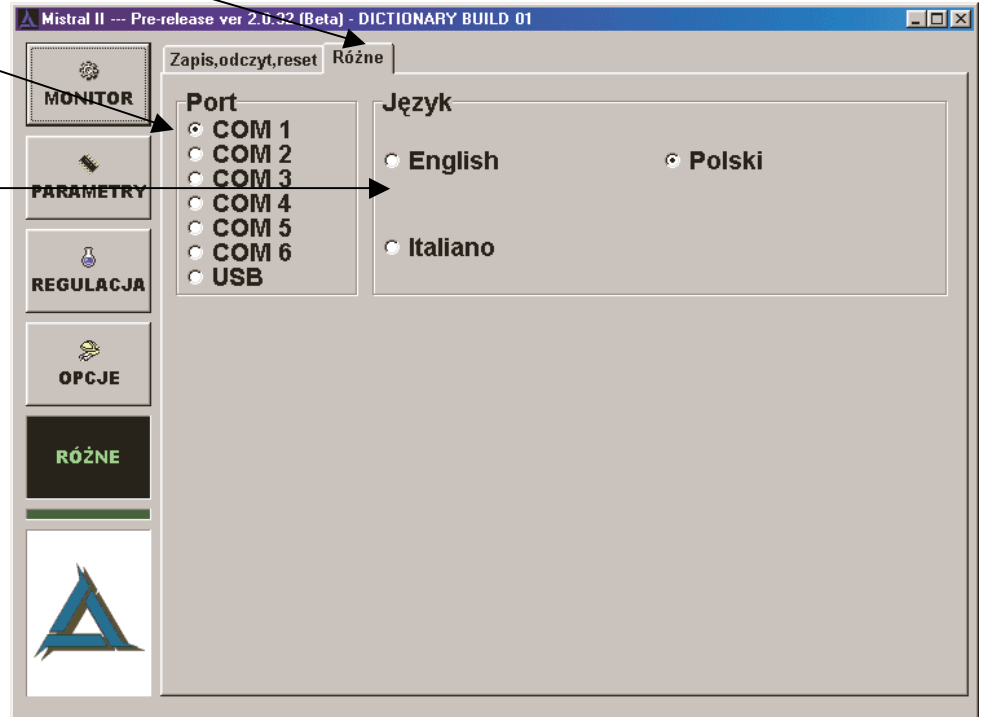 Mistral II --- Pre-release ver 2.0.32 (Beta) - DICTIONARY BUILD 01
MONITOR
PARAMETRY
REGULACJA
OPCJE
RÓŻNE
Zapis,odczyt,reset Różne
Port
COM 1
COM 2
COM 3
COM 4
COM 5
COM 6
USB
Język
English Polski
Italiano